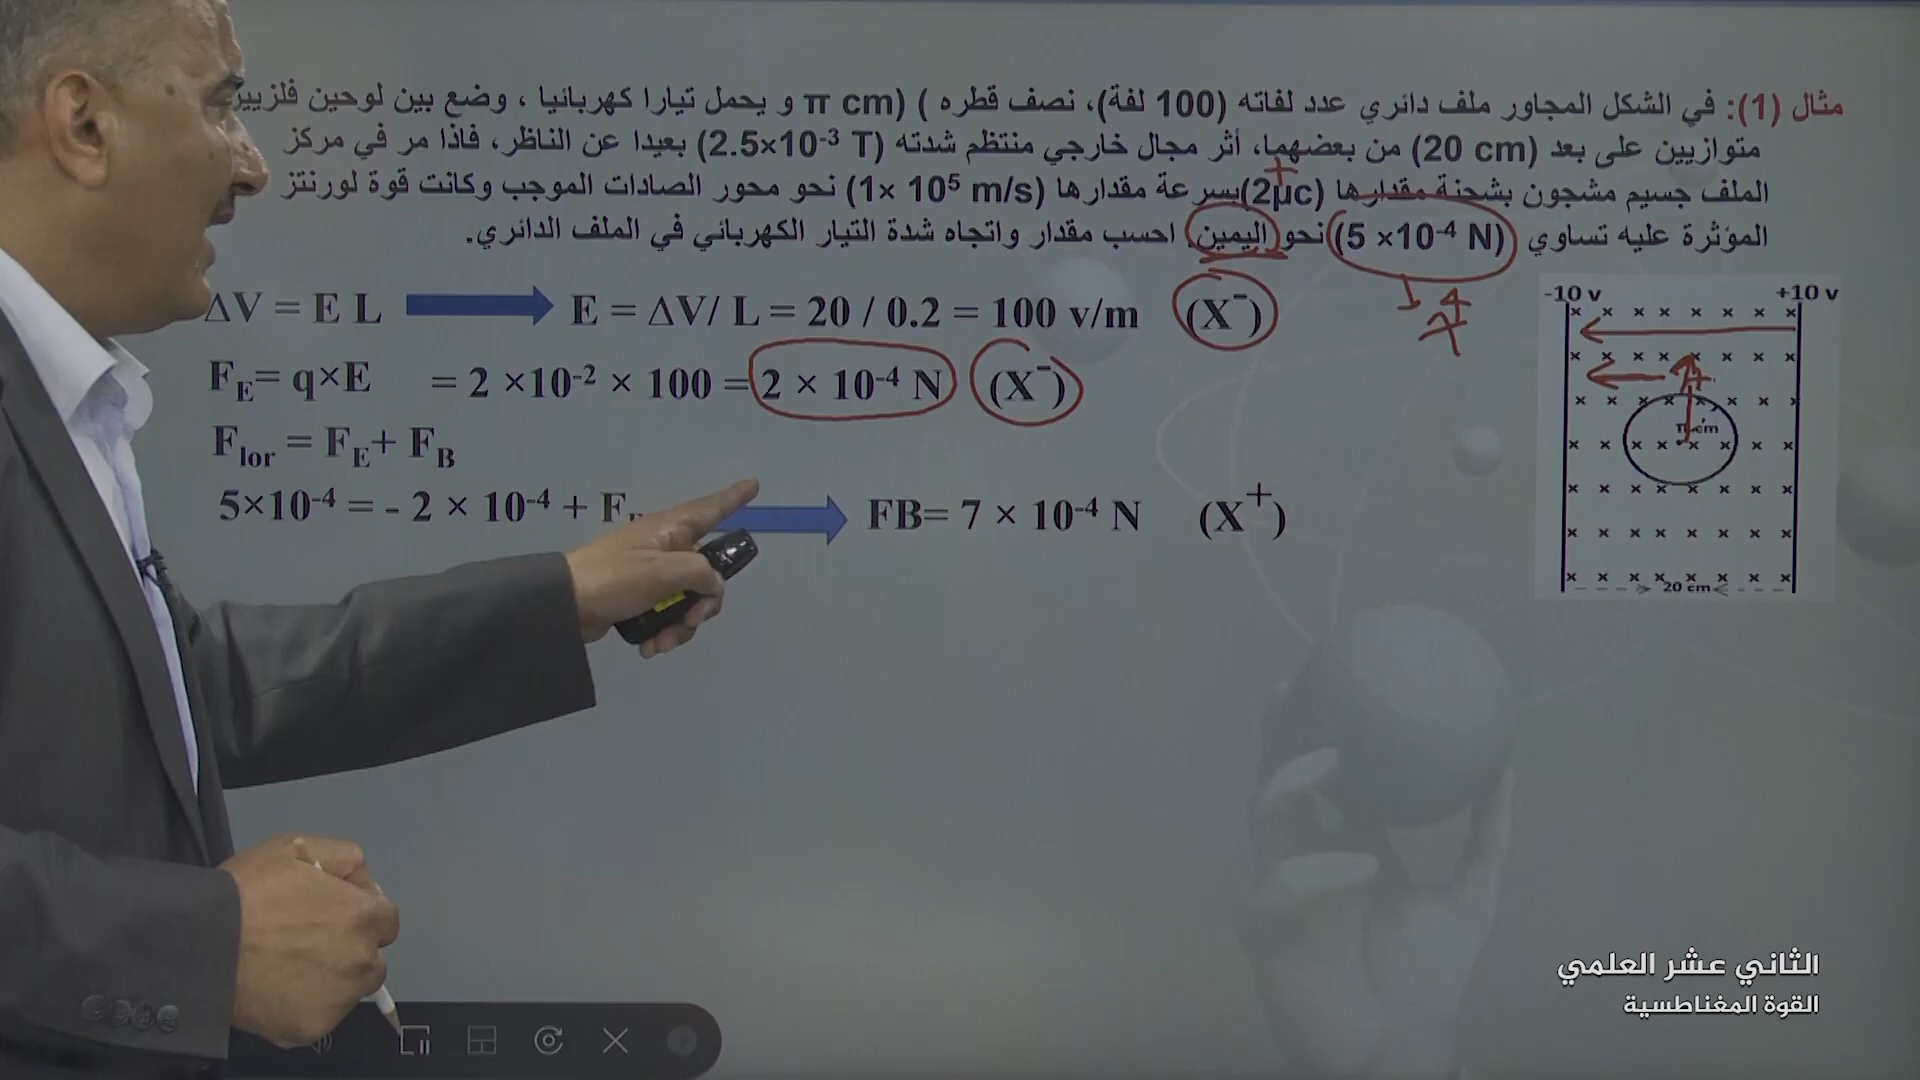 مثال (1): في الشكل المجاور ملف دائري عدد لفاته (100 لفة)، نصف قطره ( π cm) و يحمل تيارا كهربائيا ، وضع بين لوحين فلزيين
متوازيين على بعد (20 cm) من بعضهما، أثر مجال خارجي منتظم شدته (2.5×10⁻³ T) بعيدا عن الناظر، فاذا مر في مركز
الملف جسيم مشحون بشحنة مقدارها (2μc)بسرعة مقدارها (1× 10⁵ m/s) نحو محور الصادات الموجب وكانت قوة لورنتز
المؤثرة عليه تساوي (5 ×10⁻⁴ N) نحو اليمين. احسب مقدار واتجاه شدة التيار الكهربائي في الملف الدائري.
ΔV = E L E = ΔV/ L = 20 / 0.2 = 100 v/m (X⁻)
F_E= q×E = 2 ×10⁻² × 100 = 2 × 10⁻⁴ N (X⁻)
F_lor = F_E+ F_B
5×10⁻⁴ = - 2 × 10⁻⁴ + F FB= 7 × 10⁻⁴ N (X⁺)
-10 v +10 v
π cm
20 cm
الثاني عشر العلمي
القوة المغناطسية